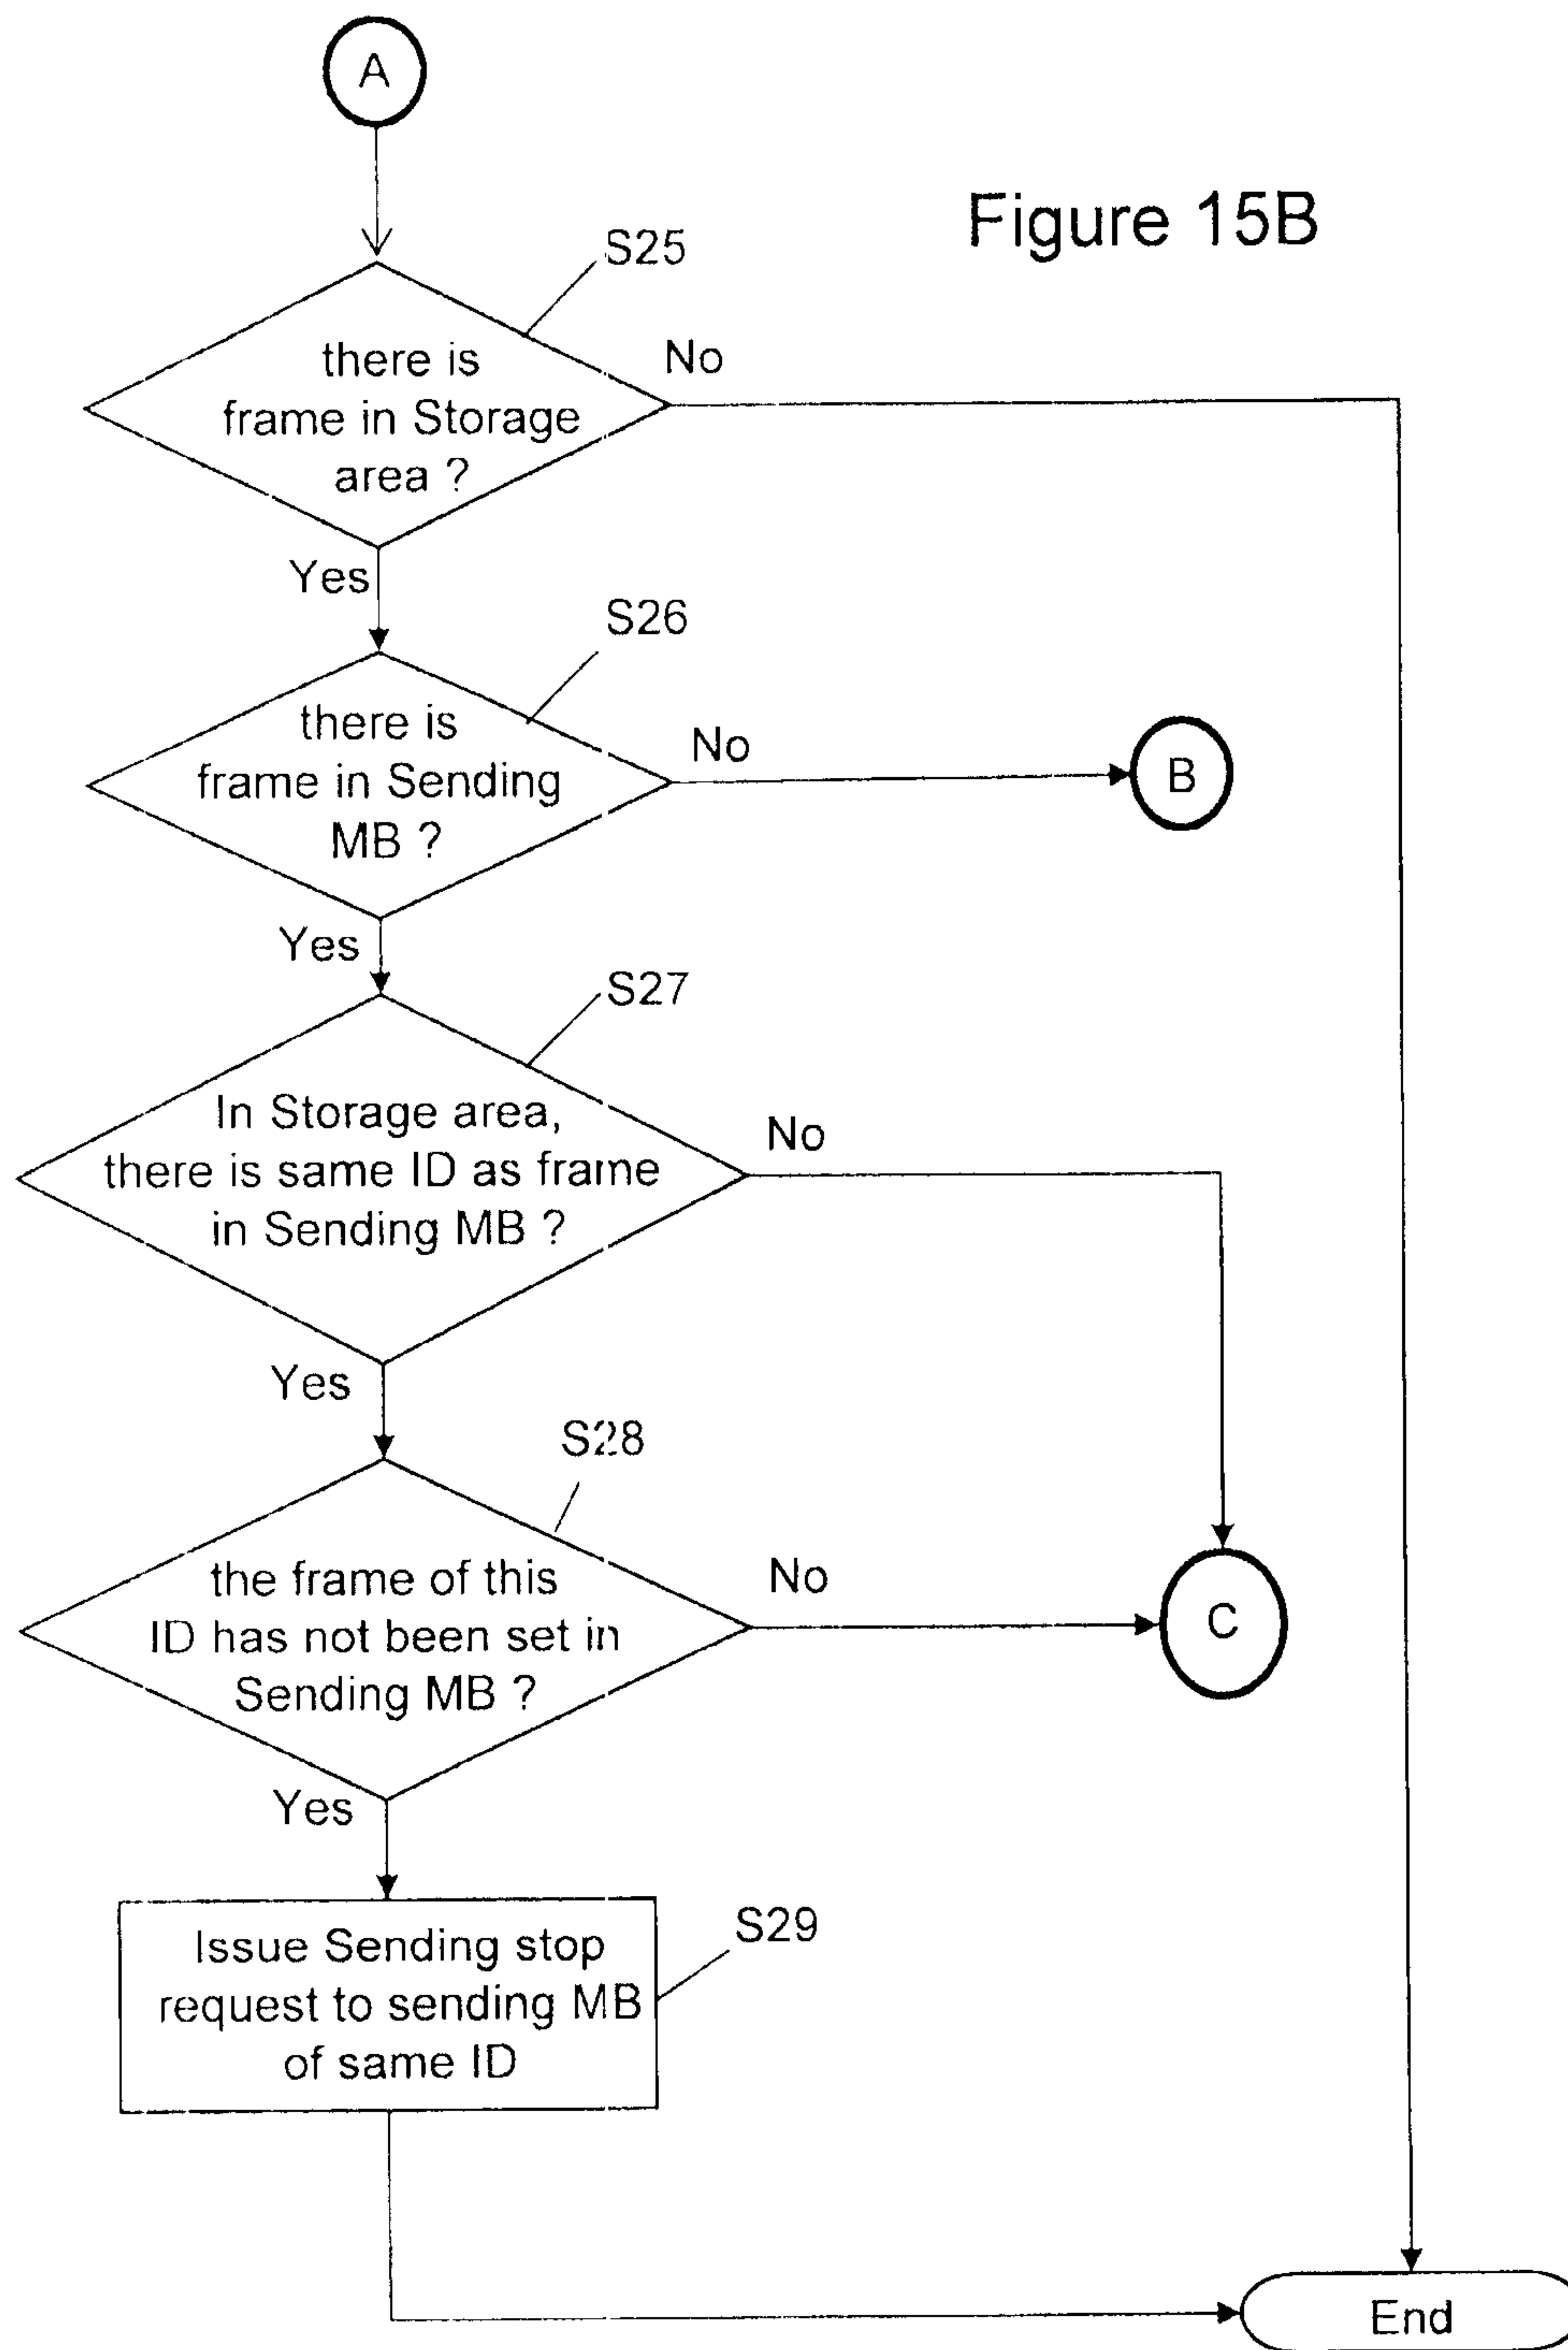 A
Figure 15B
S25
there is
frame in Storage
area ?
No
Yes
S26
there is
frame in Sending
MB ?
No
B
Yes
S27
In Storage area,
there is same ID as frame
in Sending MB ?
No
Yes
S28
the frame of this
ID has not been set in
Sending MB ?
No
C
Yes
S29
Issue Sending stop
request to sending MB
of same ID
End